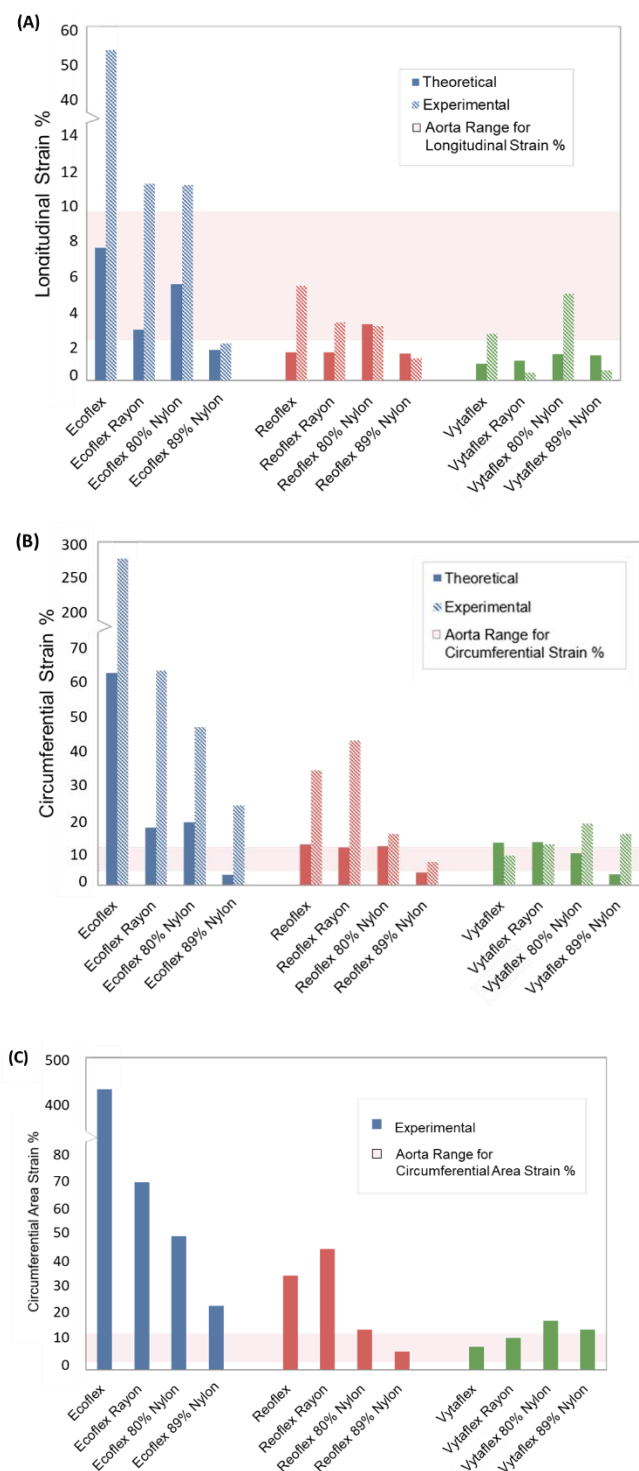 (A)
Longitudinal Strain %
60
50
40
14
12
10
8
6
4
2
0
Theoretical
Experimental
Aorta Range for
Longitudinal Strain %
Ecoflex
Ecoflex Rayon
Ecoflex 80% Nylon
Ecoflex 89% Nylon
Reoflex
Reoflex Rayon
Reoflex 80% Nylon
Reoflex 89% Nylon
Vytaflex
Vytaflex Rayon
Vytaflex 80% Nylon
Vytaflex 89% Nylon
(B)
Circumferential Strain %
300
250
200
70
60
50
40
30
20
10
0
Theoretical
Experimental
Aorta Range for
Circumferential Strain %
Ecoflex
Ecoflex Rayon
Ecoflex 80% Nylon
Ecoflex 89% Nylon
Reoflex
Reoflex Rayon
Reoflex 80% Nylon
Reoflex 89% Nylon
Vytaflex
Vytaflex Rayon
Vytaflex 80% Nylon
Vytaflex 89% Nylon
(C)
Circumferential Area Strain %
500
400
80
70
60
50
40
30
20
10
0
Experimental
Aorta Range for
Circumferential Area Strain %
Ecoflex
Ecoflex Rayon
Ecoflex 80% Nylon
Ecoflex 89% Nylon
Reoflex
Reoflex Rayon
Reoflex 80% Nylon
Reoflex 89% Nylon
Vytaflex
Vytaflex Rayon
Vytaflex 80% Nylon
Vytaflex 89% Nylon